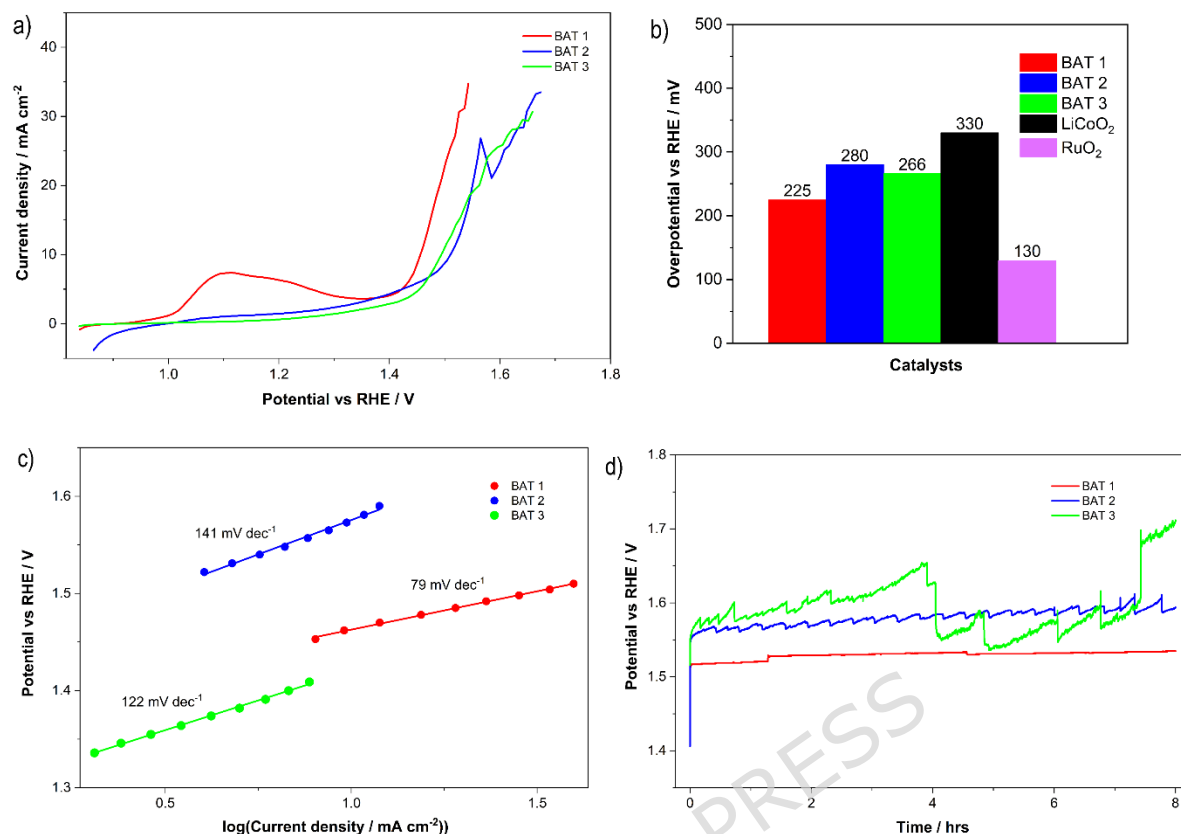 a)
BAT 1
BAT 2
BAT 3
40
30
20
10
0
Current density / mA cm⁻²
1.0
1.2
1.4
1.6
1.8
Potential vs RHE / V
b)
500
400
300
200
100
0
Overpotential vs RHE / mV
BAT 1
BAT 2
BAT 3
LiCoO₂
RuO₂
225
280
266
330
130
Catalysts
c)
1.6
1.5
1.4
1.3
Potential vs RHE / V
BAT 1
BAT 2
BAT 3
141 mV dec⁻¹
79 mV dec⁻¹
122 mV dec⁻¹
0.5
1.0
1.5
log(Current density / mA cm⁻²))
d)
1.8
1.7
1.6
1.5
1.4
Potential vs RHE / V
BAT 1
BAT 2
BAT 3
0
2
4
6
8
Time / hrs
PRESS